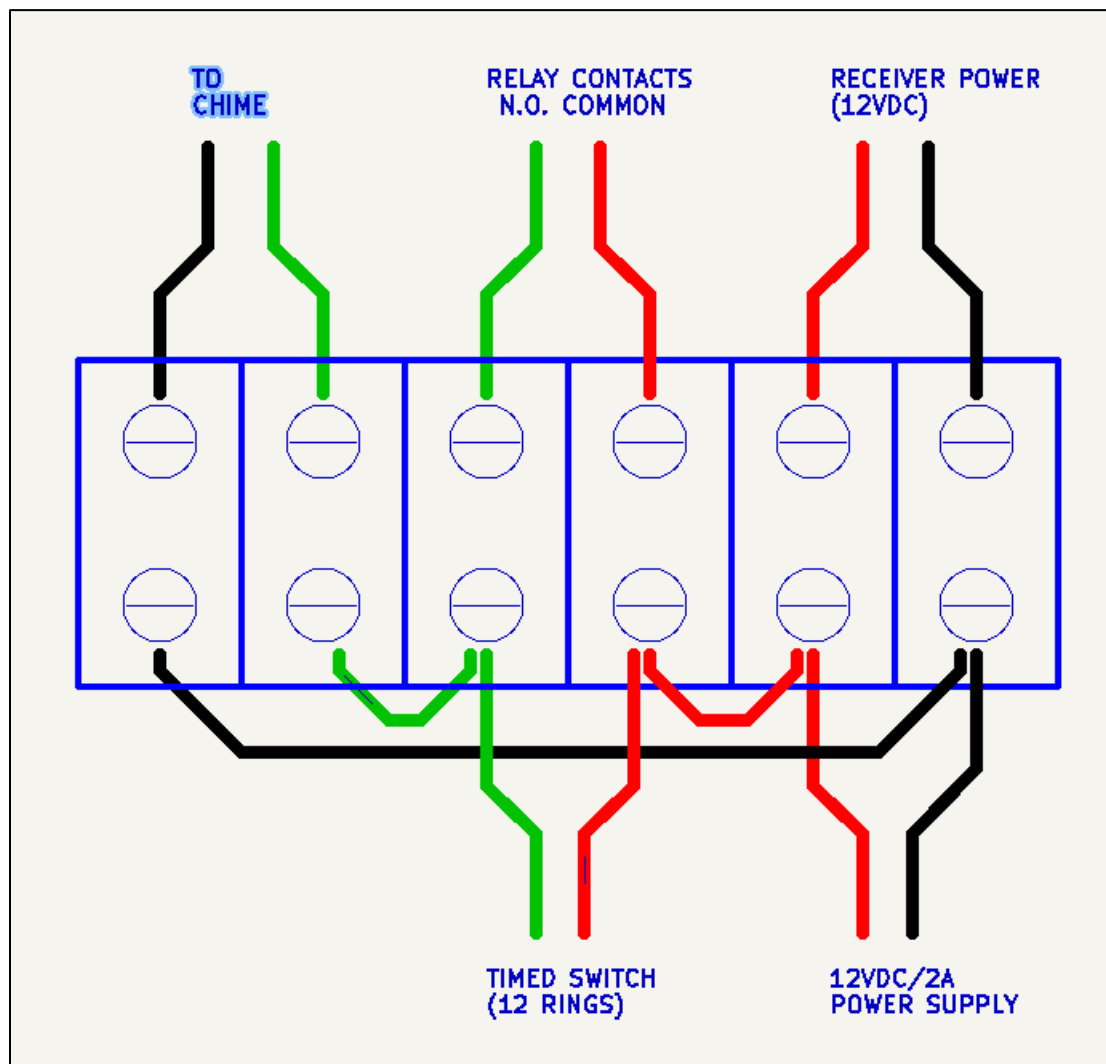 TO
CHIME
RELAY CONTACTS
N.O. COMMON
RECEIVER POWER
(12VDC)
TIMED SWITCH
(12 RINGS)
12VDC/2A
POWER SUPPLY